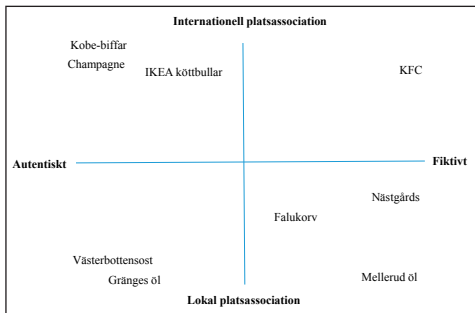 Internationell platsassociation
Kobe-biffar
Champagne
IKEA köttbullar
KFC
Autentiskt
Fiktivt
Nästgårds
Falukorv
Västerbottensost
Gränges öl
Mellerud öl
Lokal platsassociation